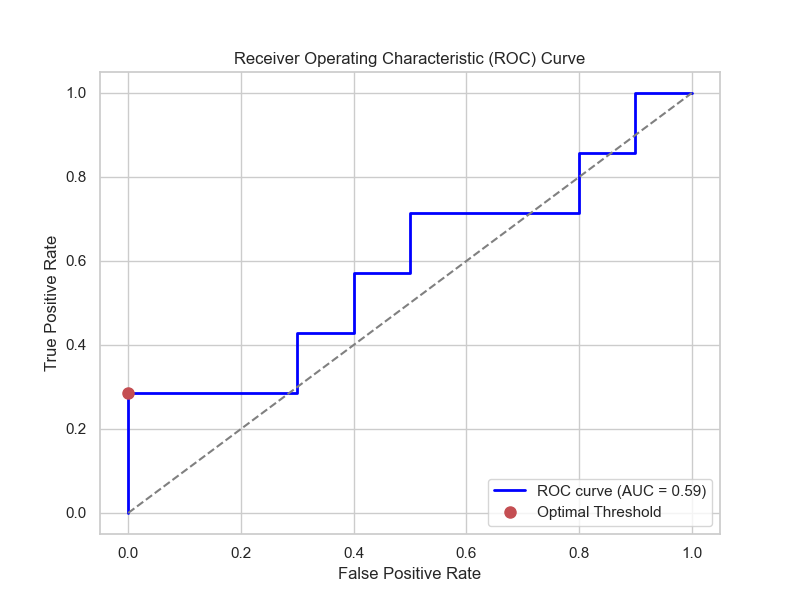 Receiver Operating Characteristic (ROC) Curve
1.0
0.8
0.6
0.4
0.2
0.0
True Positive Rate
0.0 0.2 0.4 0.6 0.8 1.0
False Positive Rate
ROC curve (AUC = 0.59)
Optimal Threshold